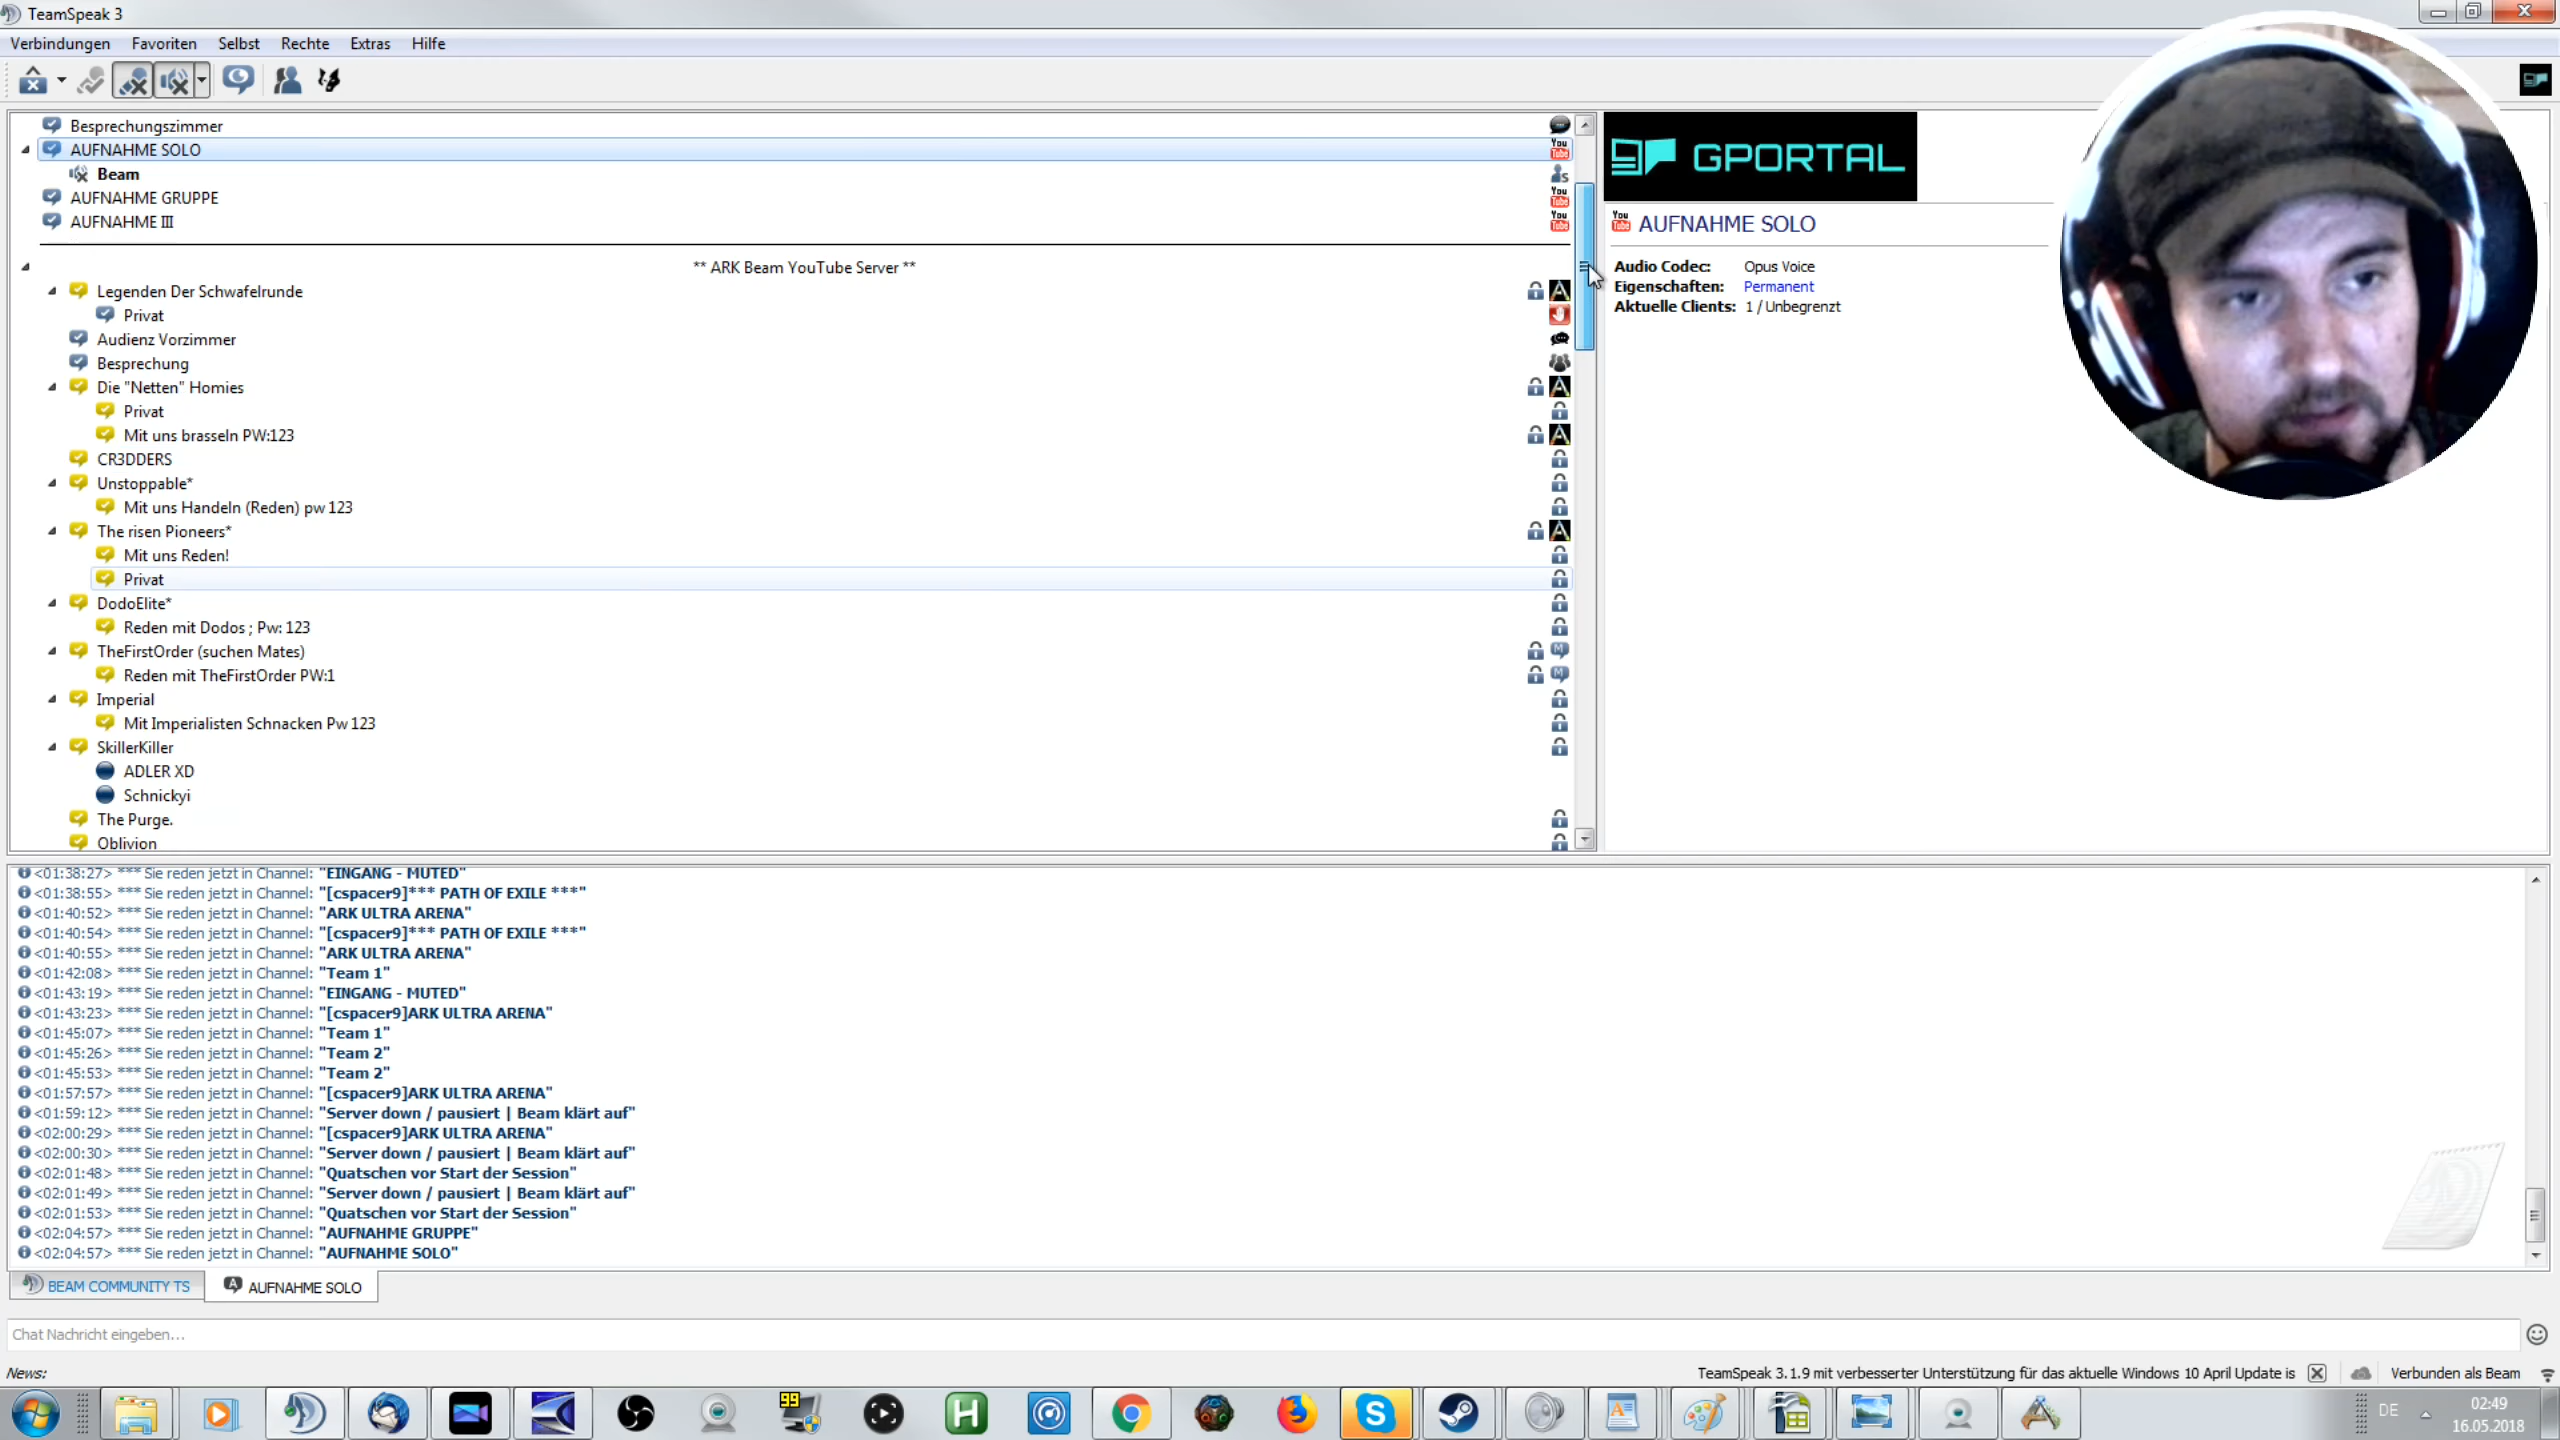 TeamSpeak 3
Verbindungen Favoriten Selbst Rechte Extras Hilfe
Besprechungszimmer
AUFNAHME SOLO You Tube
Beam
AUFNAHME GRUPPE You Tube
AUFNAHME III You Tube
** ARK Beam YouTube Server **
Legenden Der Schwafelrunde
Privat
Audienz Vorzimmer
Besprechung
Die "Netten" Homies
Privat
Mit uns brasseln PW:123
CR3DDERS
Unstoppable*
Mit uns Handeln (Reden) pw 123
The risen Pioneers*
Mit uns Reden!
Privat
DodoElite*
Reden mit Dodos ; Pw: 123
TheFirstOrder (suchen Mates)
Reden mit TheFirstOrder PW:1
Imperial
Mit Imperialisten Schnacken Pw 123
SkillerKiller
ADLER XD
Schnickyi
The Purge.
Oblivion
GPORTAL
You Tube AUFNAHME SOLO
Audio Codec: Opus Voice
Eigenschaften: Permanent
Aktuelle Clients: 1 / Unbegrenzt
<01:38:27> *** Sie reden jetzt in Channel: "EINGANG - MUTED"
<01:38:55> *** Sie reden jetzt in Channel: "[cspacer9]*** PATH OF EXILE ***"
<01:40:52> *** Sie reden jetzt in Channel: "ARK ULTRA ARENA"
<01:40:54> *** Sie reden jetzt in Channel: "[cspacer9]*** PATH OF EXILE ***"
<01:40:55> *** Sie reden jetzt in Channel: "ARK ULTRA ARENA"
<01:42:08> *** Sie reden jetzt in Channel: "Team 1"
<01:43:19> *** Sie reden jetzt in Channel: "EINGANG - MUTED"
<01:43:23> *** Sie reden jetzt in Channel: "[cspacer9]ARK ULTRA ARENA"
<01:45:07> *** Sie reden jetzt in Channel: "Team 1"
<01:45:26> *** Sie reden jetzt in Channel: "Team 2"
<01:45:53> *** Sie reden jetzt in Channel: "Team 2"
<01:57:57> *** Sie reden jetzt in Channel: "[cspacer9]ARK ULTRA ARENA"
<01:59:12> *** Sie reden jetzt in Channel: "Server down / pausiert | Beam klärt auf"
<02:00:29> *** Sie reden jetzt in Channel: "[cspacer9]ARK ULTRA ARENA"
<02:00:30> *** Sie reden jetzt in Channel: "Server down / pausiert | Beam klärt auf"
<02:01:48> *** Sie reden jetzt in Channel: "Quatschen vor Start der Session"
<02:01:49> *** Sie reden jetzt in Channel: "Server down / pausiert | Beam klärt auf"
<02:01:53> *** Sie reden jetzt in Channel: "Quatschen vor Start der Session"
<02:04:57> *** Sie reden jetzt in Channel: "AUFNAHME GRUPPE"
<02:04:57> *** Sie reden jetzt in Channel: "AUFNAHME SOLO"
BEAM COMMUNITY TS AUFNAHME SOLO
Chat Nachricht eingeben...
News: TeamSpeak 3.1.9 mit verbesserter Unterstützung für das aktuelle Windows 10 April Update is Verbunden als Beam
99
DE 02:49
16.05.2018